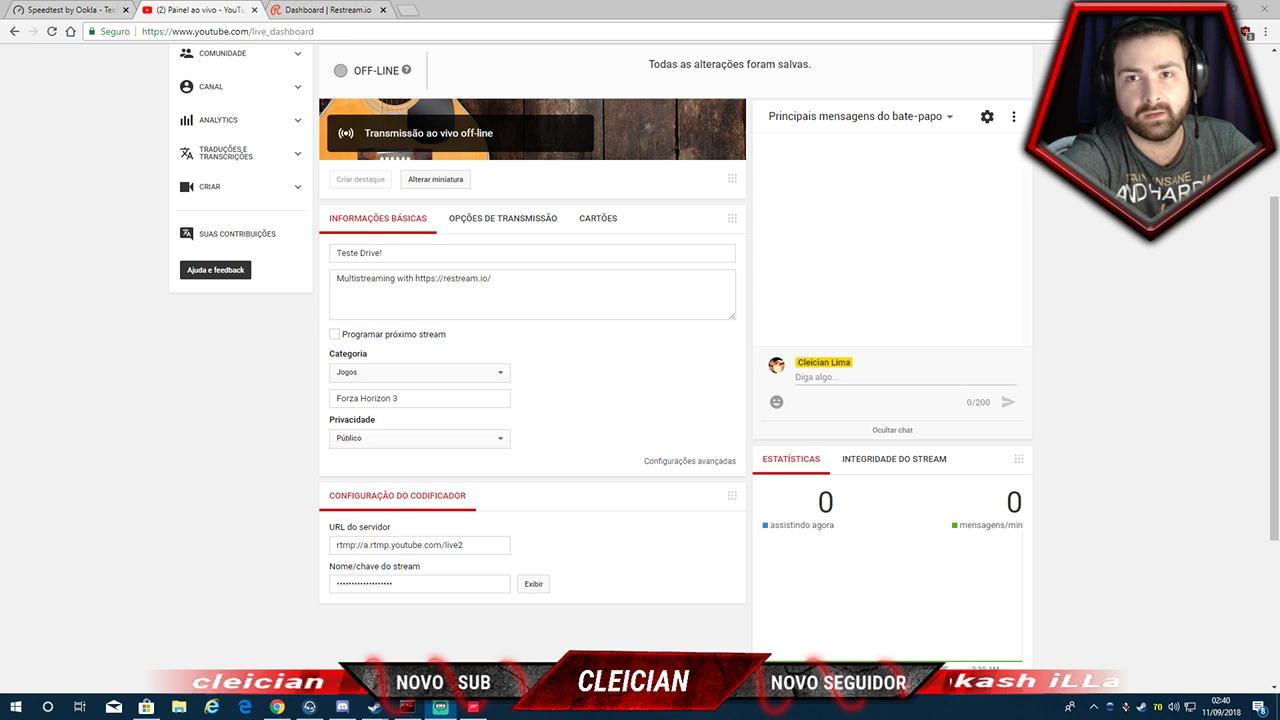 Speedtest by Ookla - Te
(2) Painel ao vivo - YouT
Dashboard | Restream.io
Seguro
https://www.youtube.com/live_dashboard
COMUNIDADE
CANAL
ANALYTICS
TRADUÇÕES E
TRANSCRIÇÕES
CRIAR
SUAS CONTRIBUIÇÕES
Ajuda e feedback
OFF-LINE
Todas as alterações foram salvas.
Transmissão ao vivo off-line
Criar destaque
Alterar miniatura
INFORMAÇÕES BÁSICAS
OPÇÕES DE TRANSMISSÃO
CARTÕES
Teste Drive!
Multistreaming with https://restream.io/
Programar próximo stream
Categoria
Jogos
Forza Horizon 3
Privacidade
Público
Configurações avançadas
CONFIGURAÇÃO DO CODIFICADOR
URL do servidor
rtmp://a.rtmp.youtube.com/live2
Nome/chave do stream
Exibir
Principais mensagens do bate-papo
Cleician Lima
Diga algo...
0/200
Ocultar chat
ESTATÍSTICAS
INTEGRIDADE DO STREAM
0
assistindo agora
0
mensagens/min
cleician
NOVO SUB
CLEICIAN
NOVO SEGUIDOR
kash iLLa
70
02:40
11/09/2018
8